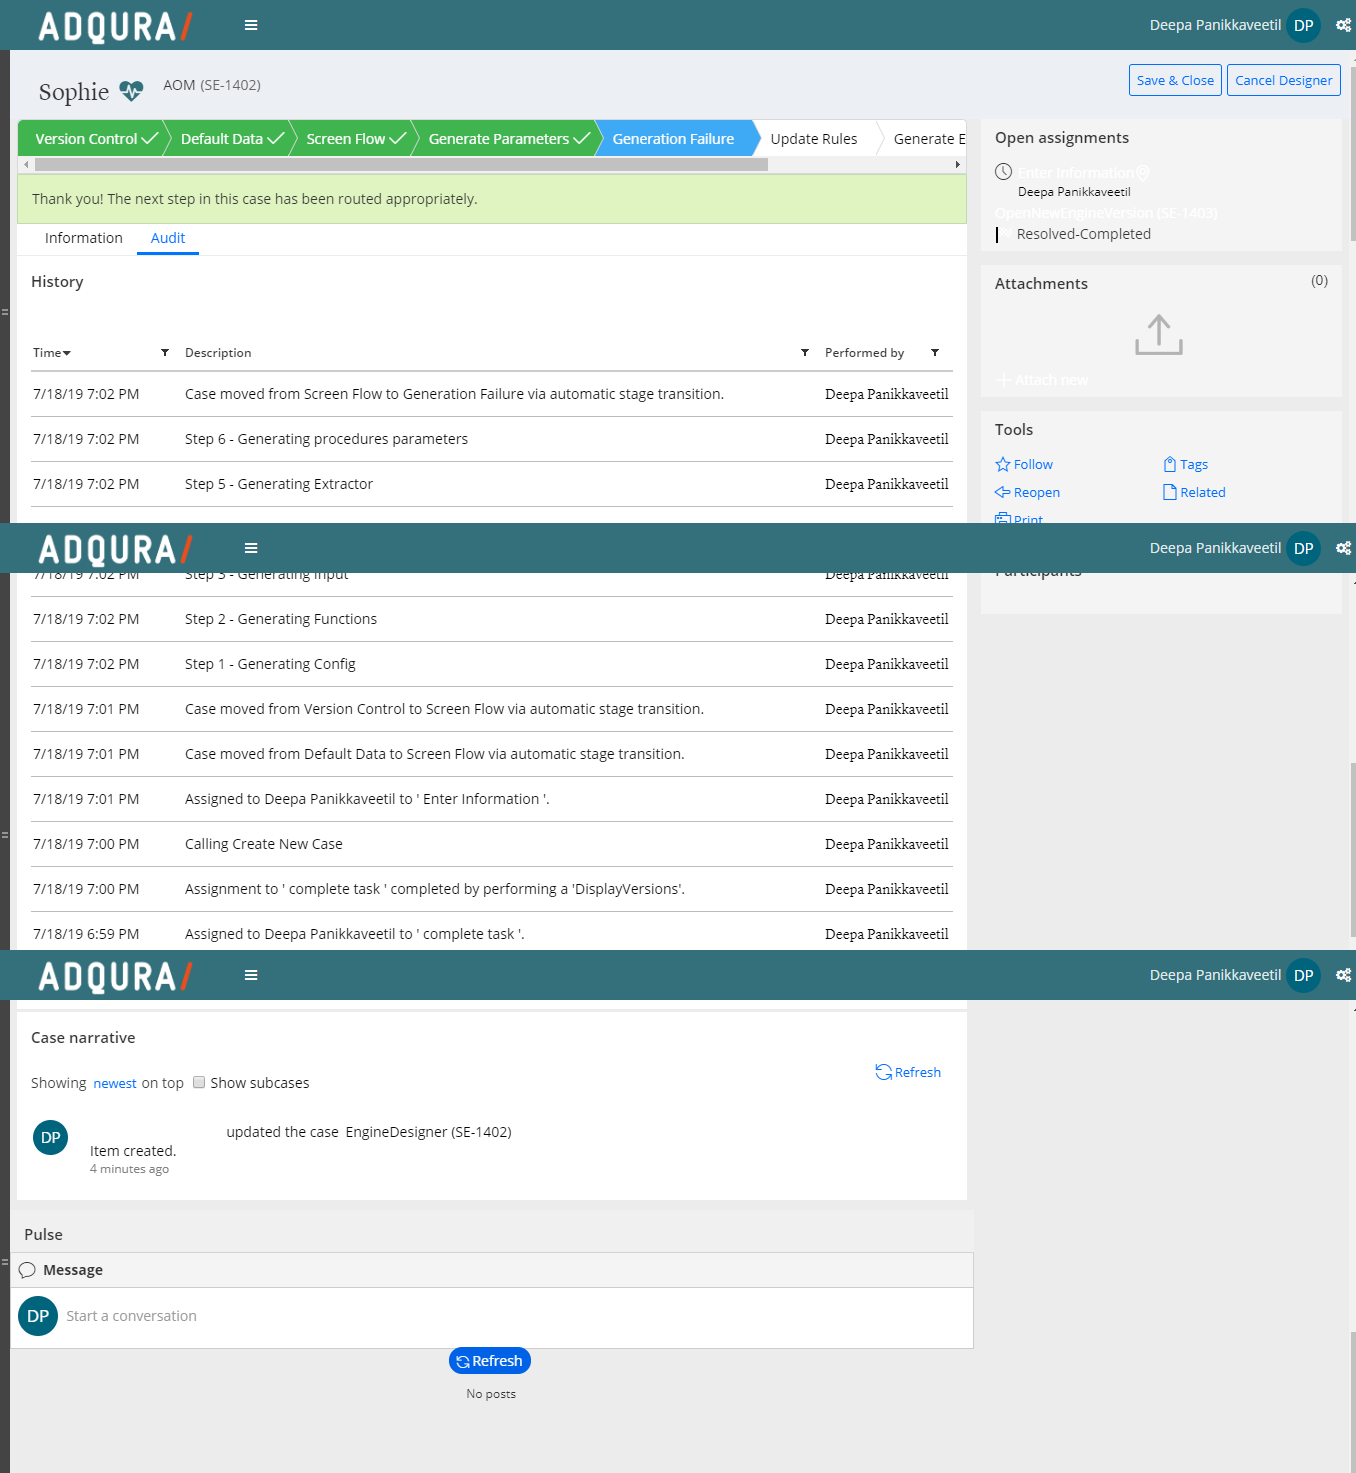 ADQURA/
Deepa Panikkaveetil DP
Sophie AOM (SE-1402)
Save & Close Cancel Designer
Version Control Default Data Screen Flow Generate Parameters Generation Failure Update Rules Generate E
Thank you! The next step in this case has been routed appropriately.
Information Audit
History
Time Description Performed by
7/18/19 7:02 PM Case moved from Screen Flow to Generation Failure via automatic stage transition. Deepa Panikkaveetil
7/18/19 7:02 PM Step 6 - Generating procedures parameters Deepa Panikkaveetil
7/18/19 7:02 PM Step 5 - Generating Extractor Deepa Panikkaveetil
Open assignments
Enter Information
Deepa Panikkaveetil
OpenNewEngineVersion (SE-1403)
Resolved-Completed
Attachments (0)
Attach new
Tools
Follow Tags
Reopen Related
Print
ADQURA/
Deepa Panikkaveetil DP
7/18/19 7:02 PM Step 3 - Generating Input Deepa Panikkaveetil
Participants
7/18/19 7:02 PM Step 2 - Generating Functions Deepa Panikkaveetil
7/18/19 7:02 PM Step 1 - Generating Config Deepa Panikkaveetil
7/18/19 7:01 PM Case moved from Version Control to Screen Flow via automatic stage transition. Deepa Panikkaveetil
7/18/19 7:01 PM Case moved from Default Data to Screen Flow via automatic stage transition. Deepa Panikkaveetil
7/18/19 7:01 PM Assigned to Deepa Panikkaveetil to ' Enter Information '. Deepa Panikkaveetil
7/18/19 7:00 PM Calling Create New Case Deepa Panikkaveetil
7/18/19 7:00 PM Assignment to ' complete task ' completed by performing a 'DisplayVersions'. Deepa Panikkaveetil
7/18/19 6:59 PM Assigned to Deepa Panikkaveetil to ' complete task '. Deepa Panikkaveetil
ADQURA/
Deepa Panikkaveetil DP
Case narrative
Showing newest on top Show subcases Refresh
DP updated the case EngineDesigner (SE-1402)
Item created.
4 minutes ago
Pulse
Message
DP Start a conversation
Refresh
No posts